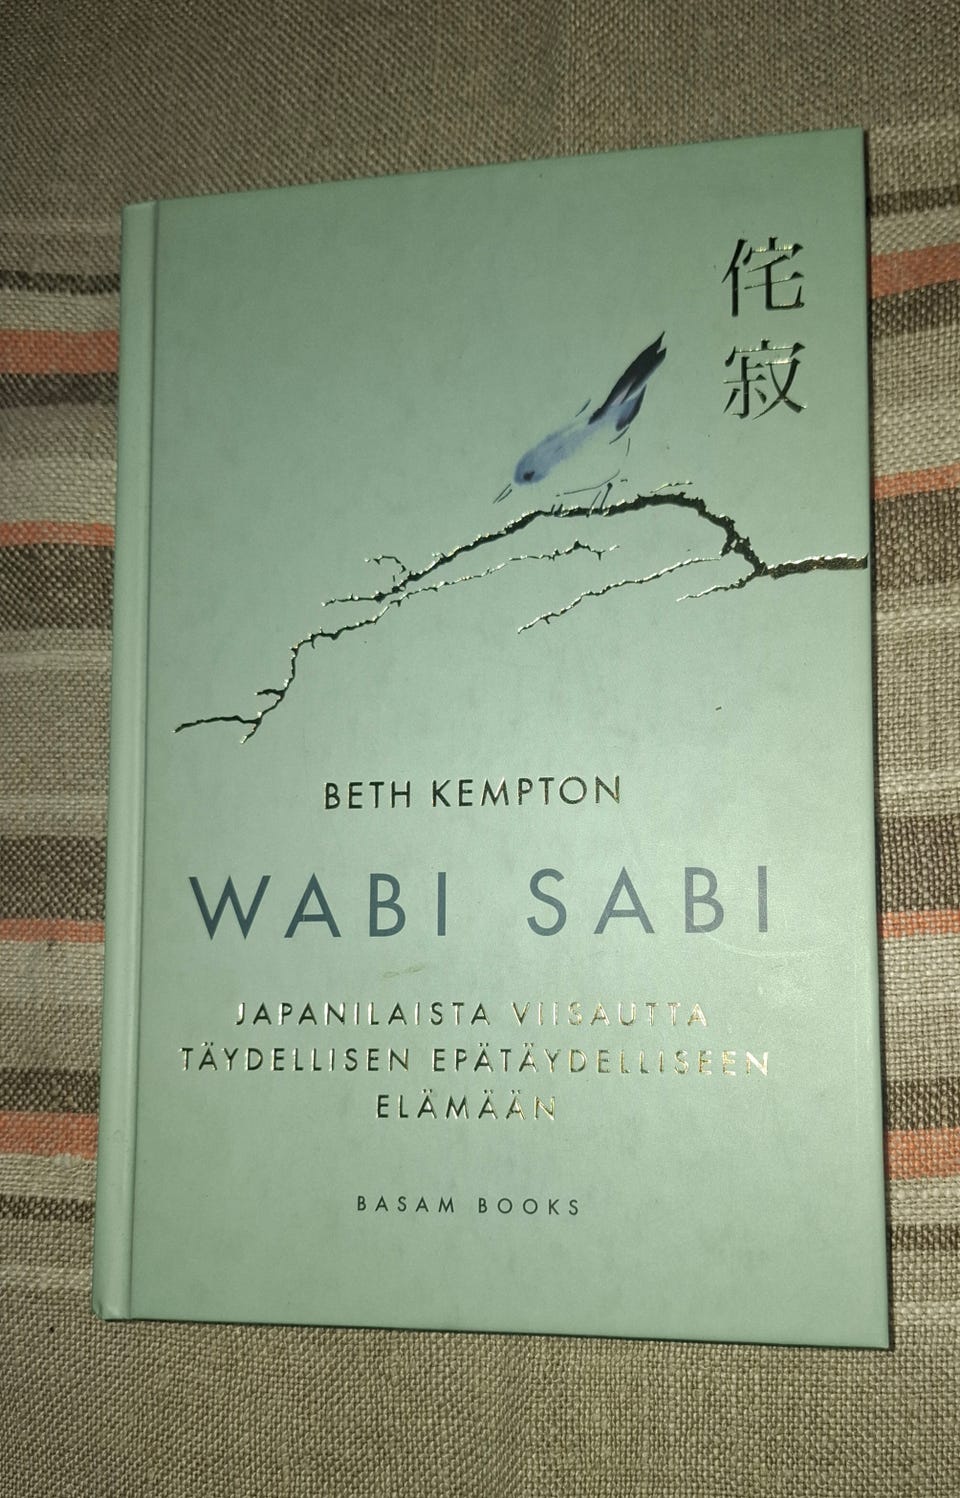 侘
寂
BETH KEMPTON
WABI SABI
JAPANILAISTA VIISAUTTA
TÄYDELLISEN EPÄTÄYDELLISEEN
ELÄMÄÄN
BASAM BOOKS